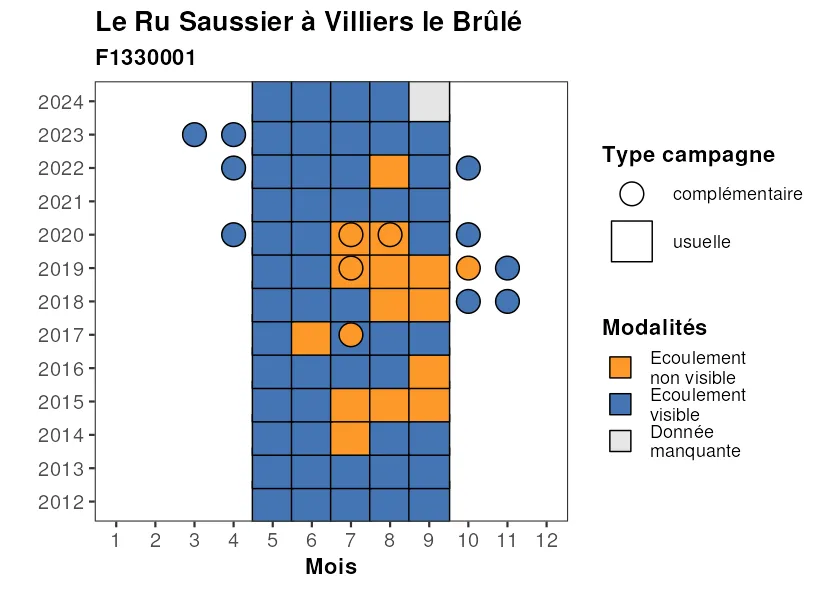 Le Ru Saussier à Villiers le Brûlé
F1330001
2024
2023
2022
2021
2020
2019
2018
2017
2016
2015
2014
2013
2012
1 2 3 4 5 6 7 8 9 10 11 12
Mois
Type campagne
complémentaire
usuelle
Modalités
Ecoulement
non visible
Ecoulement
visible
Donnée
manquante